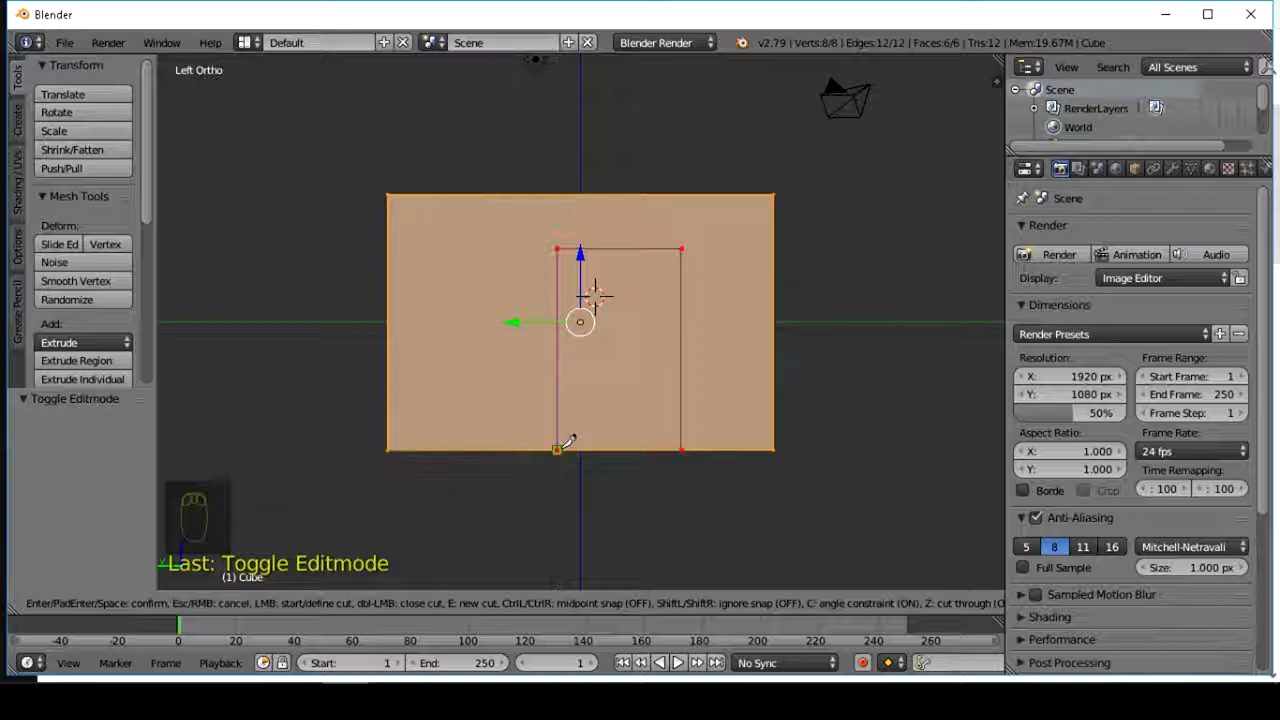 Blender
File Render Window Help Default Scene Blender Render v2.79 | Verts:8/8 | Edges:12/12 | Faces:6/6 | Tris:12 | Mem:19.67M | Cube
Tools
Create
Shading / UVs
Options
Grease Pencil
Transform
Translate
Rotate
Scale
Shrink/Fatten
Push/Pull
Mesh Tools
Deform:
Slide Ed Vertex
Noise
Smooth Vertex
Randomize
Add:
Extrude
Extrude Region
Extrude Individual
Toggle Editmode
Left Ortho
Last: Toggle Editmode
(1) Cube
Enter/PadEnter/Space: confirm, Esc/RMB: cancel, LMB: start/define cut, dbl-LMB: close cut, E: new cut, CtrlL/CtrlR: midpoint snap (OFF), ShiftL/ShiftR: ignore snap (OFF), C: angle constraint (ON), Z: cut through (O
-40 -20 0 20 40 60 80 100 120 140 160 180 200 220 240 260
View Marker Frame Playback Start: 1 End: 250 1 No Sync
View Search All Scenes
Scene
RenderLayers
World
Scene
Render
Render Animation Audio
Display: Image Editor
Dimensions
Render Presets
Resolution: Frame Range:
X: 1920 px Start Frame: 1
Y: 1080 px End Frame: 250
50% Frame Step: 1
Aspect Ratio: Frame Rate:
X: 1.000 24 fps
Y: 1.000 Time Remapping:
Borde Crop : 100 : 100
Anti-Aliasing
5 8 11 16 Mitchell-Netravali
Full Sample Size: 1.000 px
Sampled Motion Blur
Shading
Performance
Post Processing